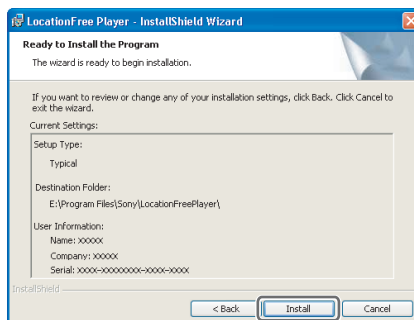 LocationFree Player - InstallShield Wizard
Ready to Install the Program
The wizard is ready to begin installation.
If you want to review or change any of your installation settings, click Back. Click Cancel to
exit the wizard.
Current Settings:
Setup Type:
Typical
Destination Folder:
E:\Program Files\Sony\LocationFreePlayer\
User Information:
Name: XXXXX
Company: XXXXX
Serial: XXXX-XXXXXXXX-XXXX-XXXX
InstallShield
< Back Install Cancel